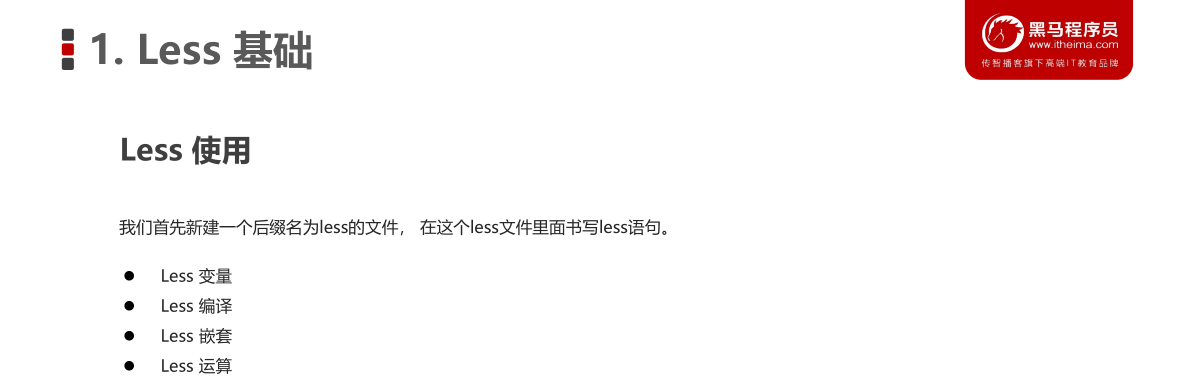 1. Less 基础
黑马程序员
www.itheima.com
传智播客旗下高端IT教育品牌
Less 使用
我们首先新建一个后缀名为less的文件， 在这个less文件里面书写less语句。
● Less 变量
● Less 编译
● Less 嵌套
● Less 运算